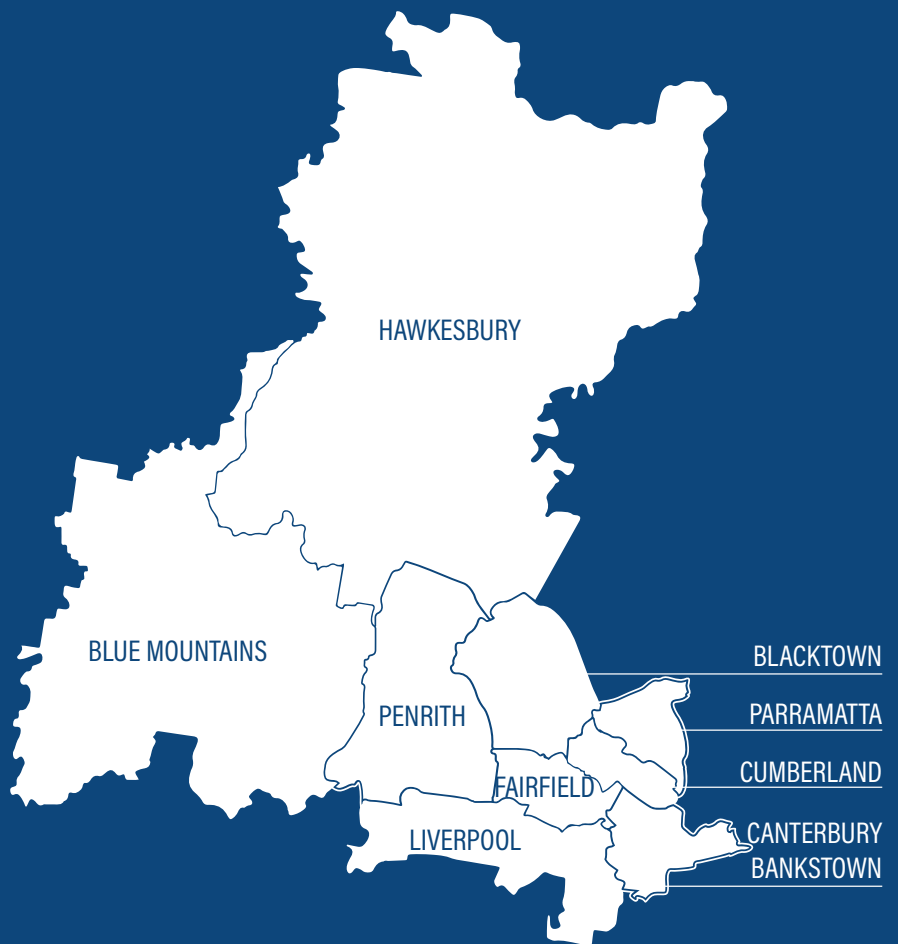 HAWKESBURY
BLUE MOUNTAINS
BLACKTOWN
PENRITH
PARRAMATTA
CUMBERLAND
FAIRFIELD
LIVERPOOL
CANTERBURY
BANKSTOWN